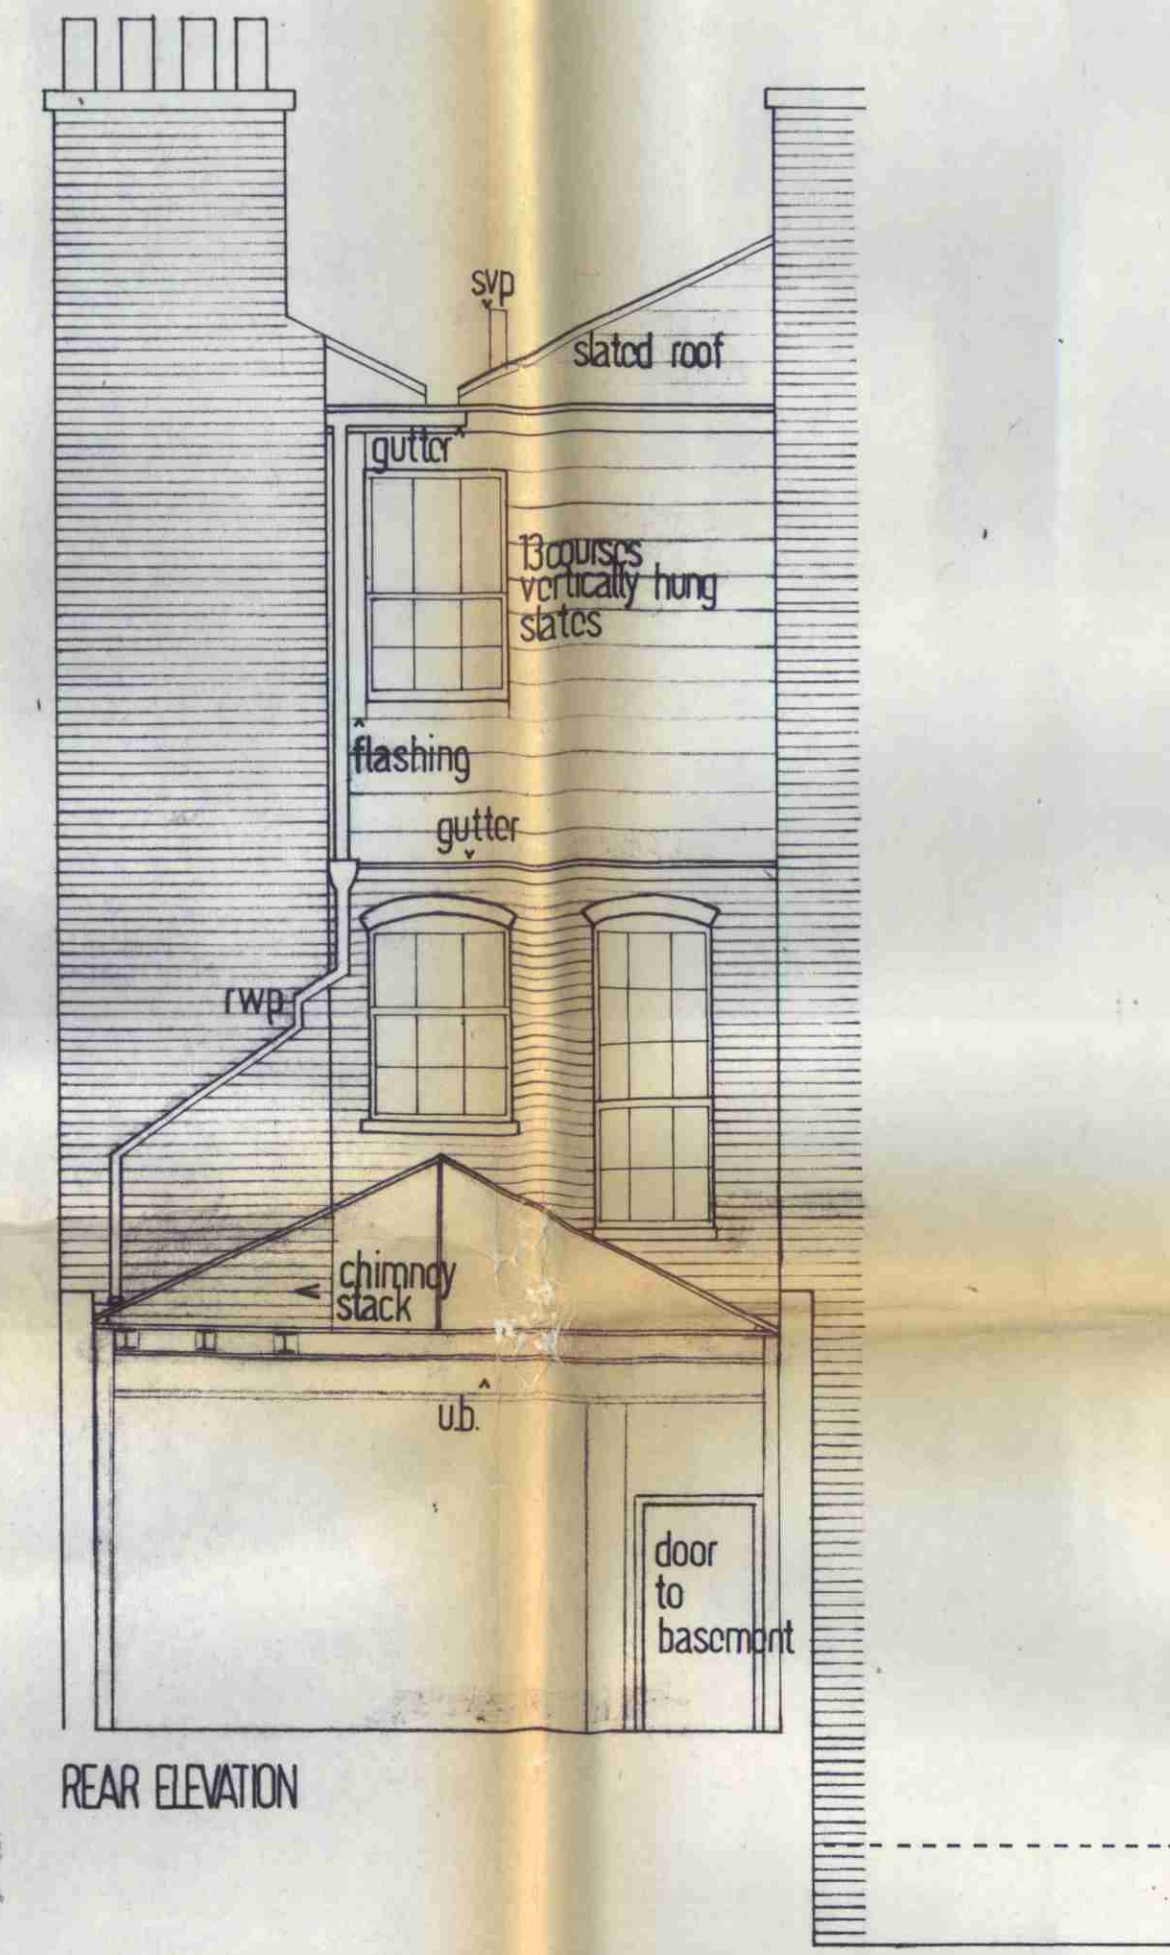 svp
slated roof
gutter
13 courses
vertically hung
slates
flashing
gutter
rwp
chimney
stack
u.b.
door
to
basement
REAR ELEVATION